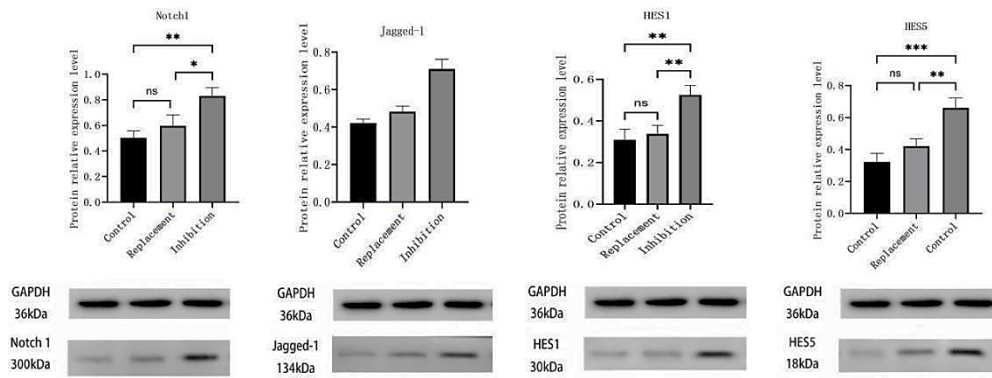 Notch1
Protein relative expression level
1.0
0.8
0.6
0.4
0.2
0.0
**
*
ns
Control
Replacement
Inhibition
Jagged-1
Protein relative expression level
0.8
0.6
0.4
0.2
0.0
Control
Replacement
Inhibition
HES1
Protein relative expression level
0.6
0.4
0.2
0.0
**
**
ns
Control
Replacement
Inhibition
HES5
Protein relative expression level
0.8
0.6
0.4
0.2
0.0
***
ns
**
Control
Replacement
Control
GAPDH
36kDa
Notch 1
300kDa
GAPDH
36kDa
Jagged-1
134kDa
GAPDH
36kDa
HES1
30kDa
GAPDH
36kDa
HES5
18kDa